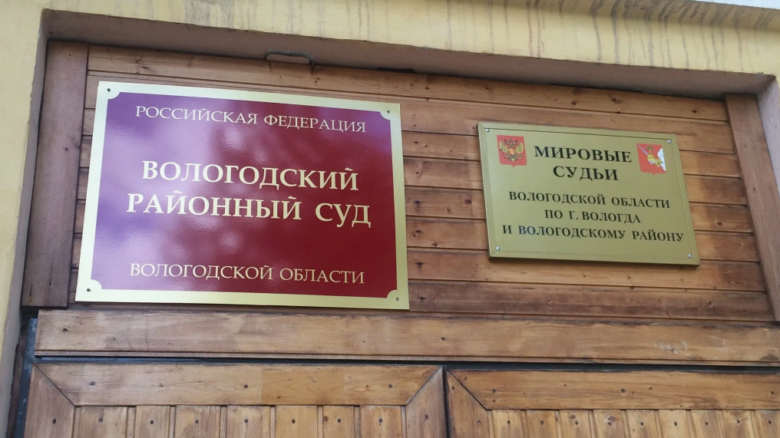 РОССИЙСКАЯ ФЕДЕРАЦИЯ
ВОЛОГОДСКИЙ
РАЙОННЫЙ СУД
ВОЛОГОДСКОЙ ОБЛАСТИ
МИРОВЫЕ
СУДЬИ
ВОЛОГОДСКОЙ ОБЛАСТИ
ПО Г. ВОЛОГДА
И ВОЛОГОДСКОМУ РАЙОНУ